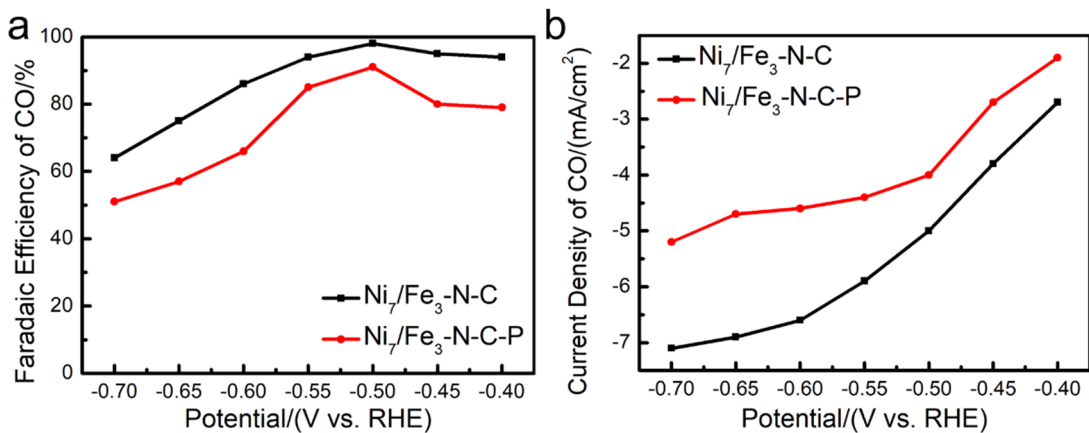 a
Faradaic Efficiency of CO/%
100
80
60
40
20
0
Ni₇/Fe₃-N-C
Ni₇/Fe₃-N-C-P
-0.70 -0.65 -0.60 -0.55 -0.50 -0.45 -0.40
Potential/(V vs. RHE)
b
Current Density of CO/(mA/cm²)
-2
-3
-4
-5
-6
-7
Ni₇/Fe₃-N-C
Ni₇/Fe₃-N-C-P
-0.70 -0.65 -0.60 -0.55 -0.50 -0.45 -0.40
Potential/(V vs. RHE)